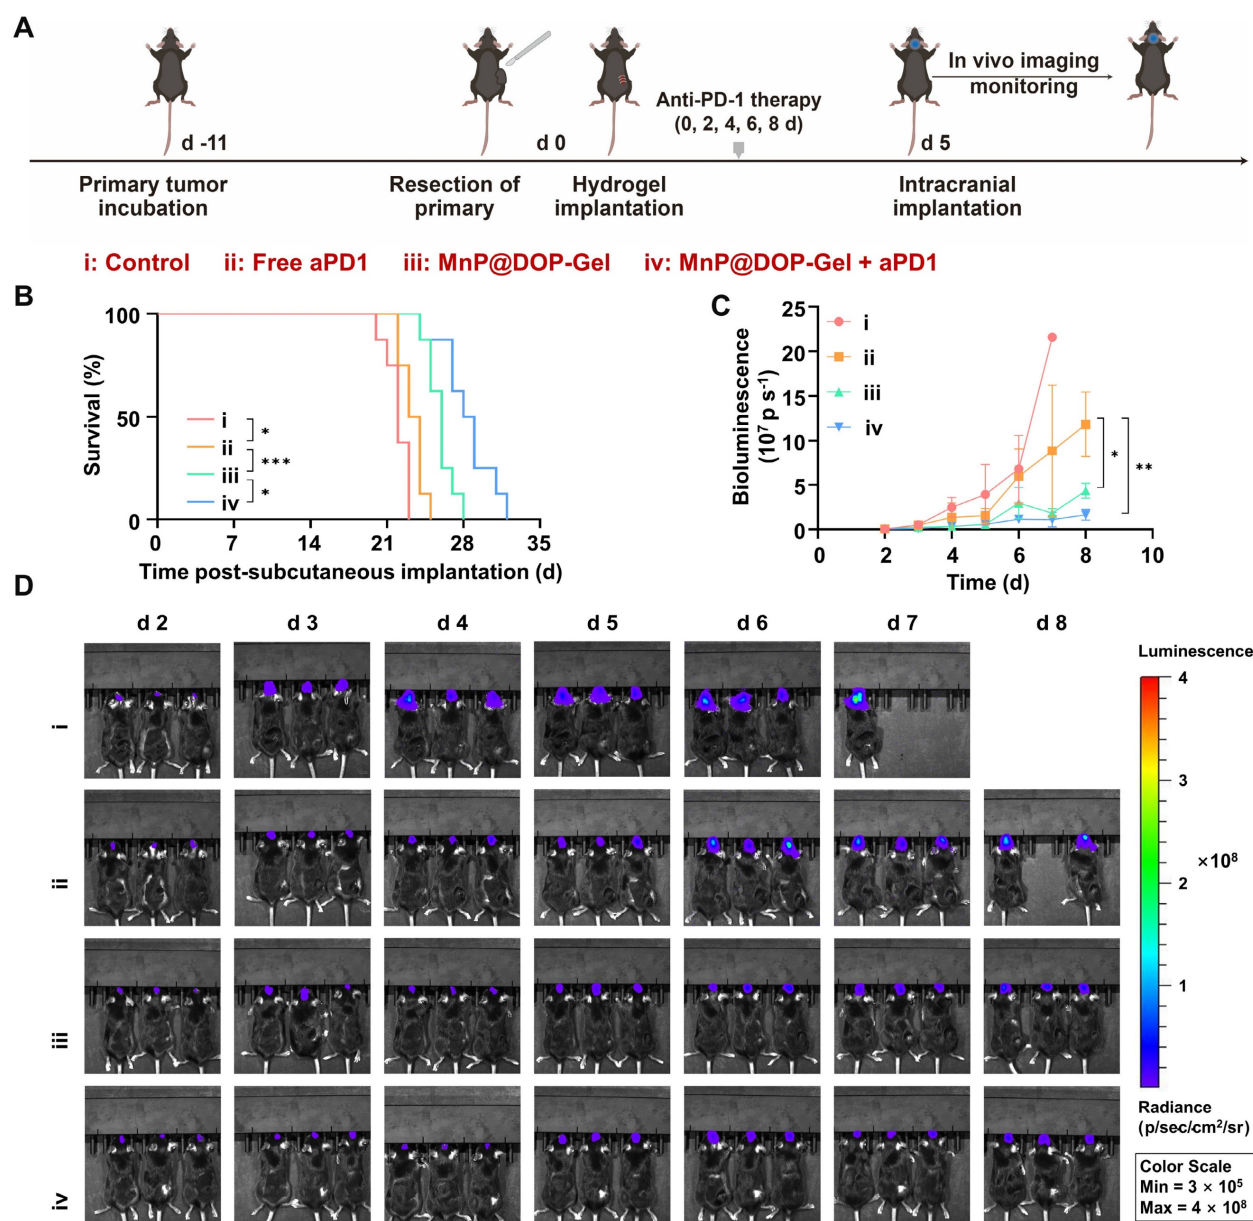 A
In vivo imaging
monitoring
Anti-PD-1 therapy
(0, 2, 4, 6, 8 d)
d -11
d 0
d 5
Primary tumor
incubation
Resection of
primary
Hydrogel
implantation
Intracranial
implantation
i: Control ii: Free aPD1 iii: MnP@DOP-Gel iv: MnP@DOP-Gel + aPD1
B
Survival (%)
100
50
0
i
ii
iii
iv
*
***
*
0 7 14 21 28 35
Time post-subcutaneous implantation (d)
C
Bioluminescence
(10⁷ p s⁻¹)
25
20
15
10
5
0
i
ii
iii
iv
*
**
0 2 4 6 8 10
Time (d)
D
d 2 d 3 d 4 d 5 d 6 d 7 d 8
i
ii
iii
iv
Luminescence
4
3
2
1
×10⁸
Radiance
(p/sec/cm²/sr)
Color Scale
Min = 3 × 10⁵
Max = 4 × 10⁸